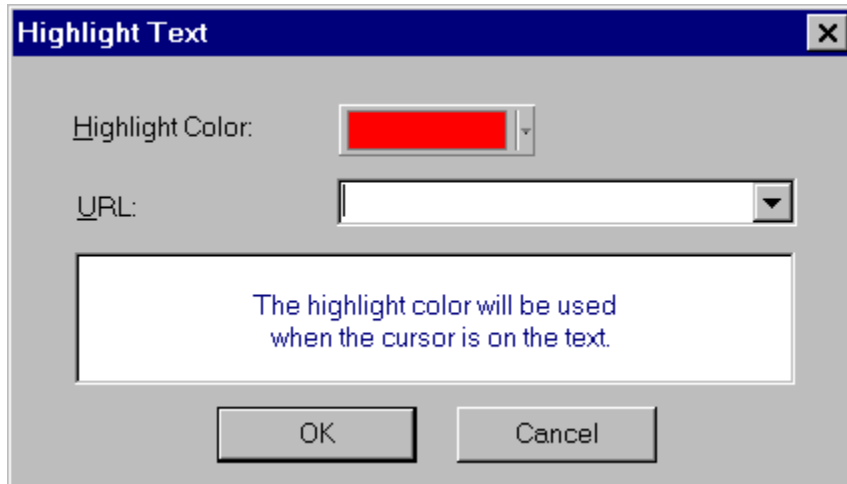 Highlight Text
Highlight Color:
URL:
The highlight color will be used
when the cursor is on the text.
OK
Cancel